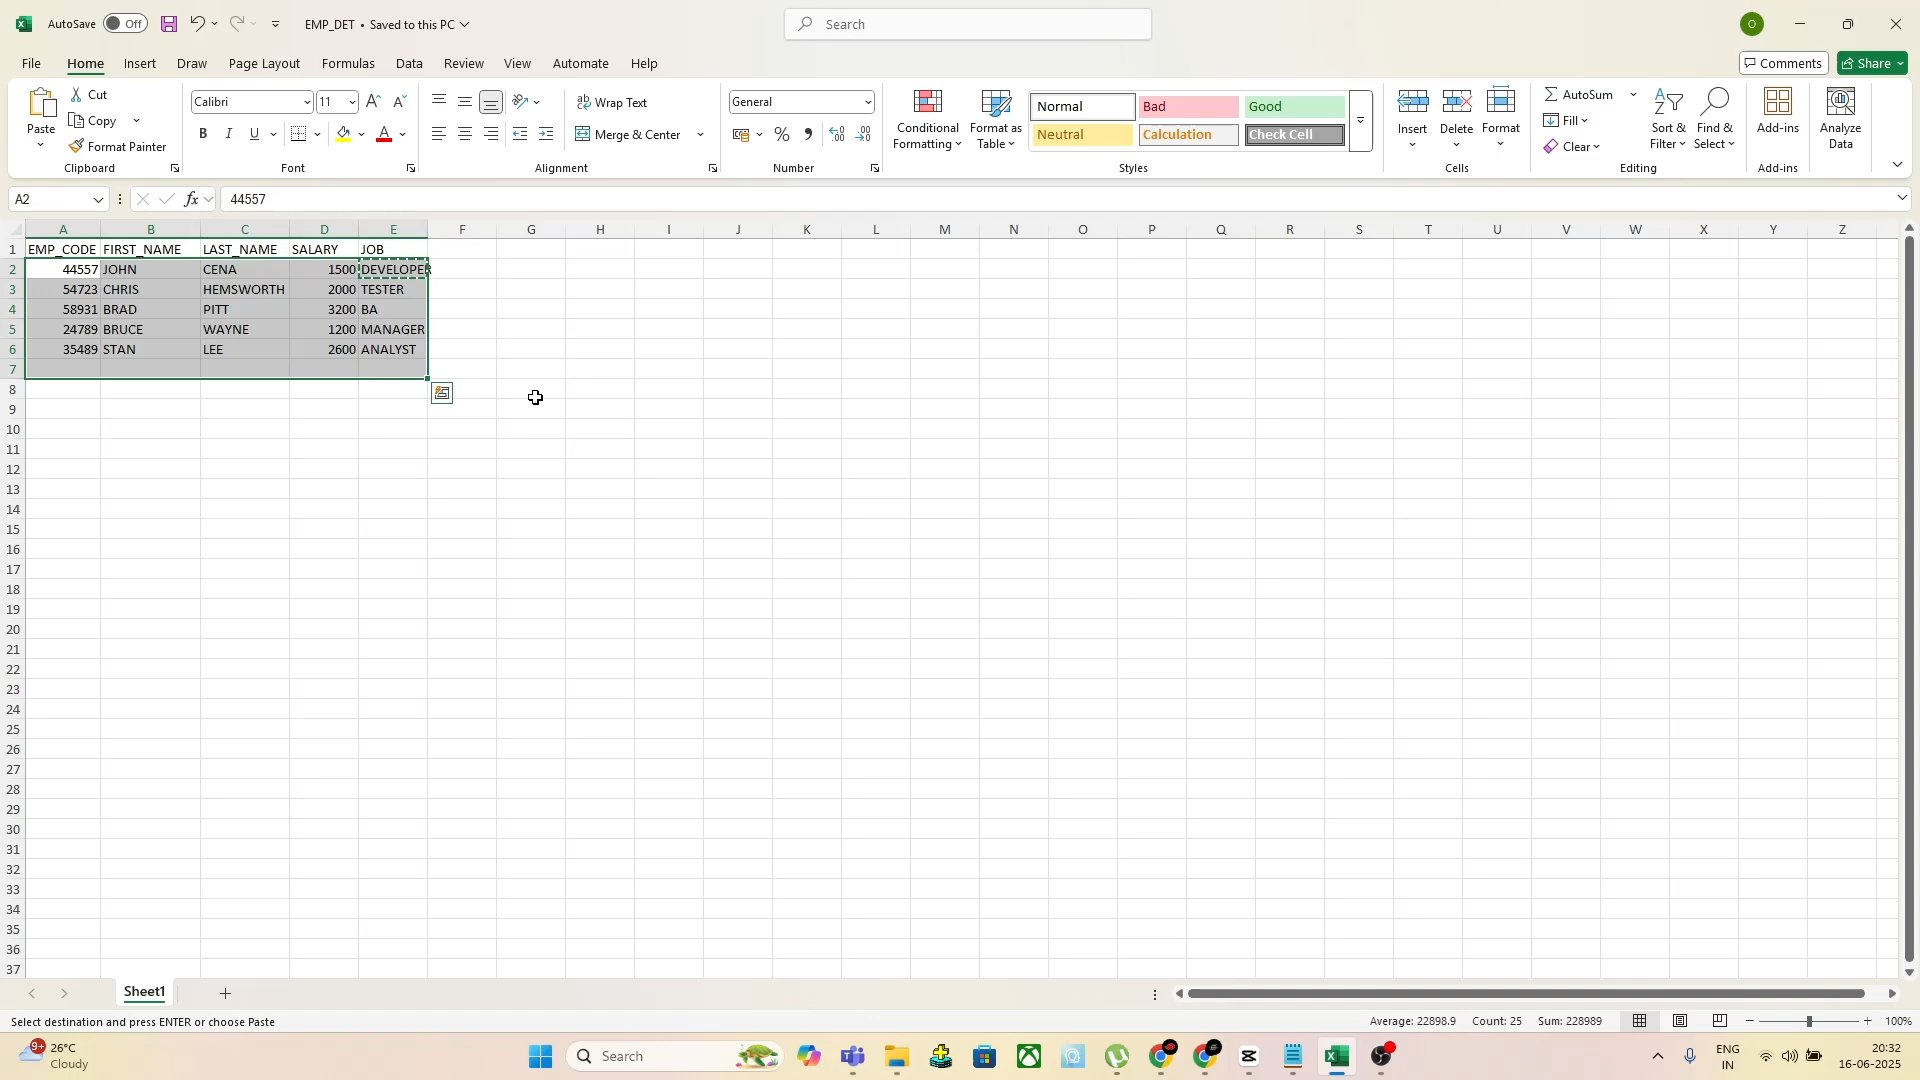 AutoSave Off EMP_DET • Saved to this PC Search O
File Home Insert Draw Page Layout Formulas Data Review View Automate Help Comments Share
Cut
Copy
Format Painter
Paste
Clipboard
Calibri 11
B I U
Font
Wrap Text
Merge & Center
Alignment
General
Number
Conditional Formatting
Format as Table
Normal Bad Good
Neutral Calculation Check Cell
Styles
Insert Delete Format
Cells
AutoSum
Fill
Clear
Sort & Filter
Find & Select
Editing
Add-ins
Add-ins
Analyze Data
A2 fx 44557
A B C D E F G H I J K L M N O P Q R S T U V W X Y Z
1 EMP_CODE FIRST_NAME LAST_NAME SALARY JOB
2 44557 JOHN CENA 1500 DEVELOPER
3 54723 CHRIS HEMSWORTH 2000 TESTER
4 58931 BRAD PITT 3200 BA
5 24789 BRUCE WAYNE 1200 MANAGER
6 35489 STAN LEE 2600 ANALYST
7
8
9
10
11
12
13
14
15
16
17
18
19
20
21
22
23
24
25
26
27
28
29
30
31
32
33
34
35
36
37
Sheet1
Select destination and press ENTER or choose Paste Average: 22898.9 Count: 25 Sum: 228989 100%
9+ 26°C
Cloudy
Search
ENG
IN
20:32
16-06-2025